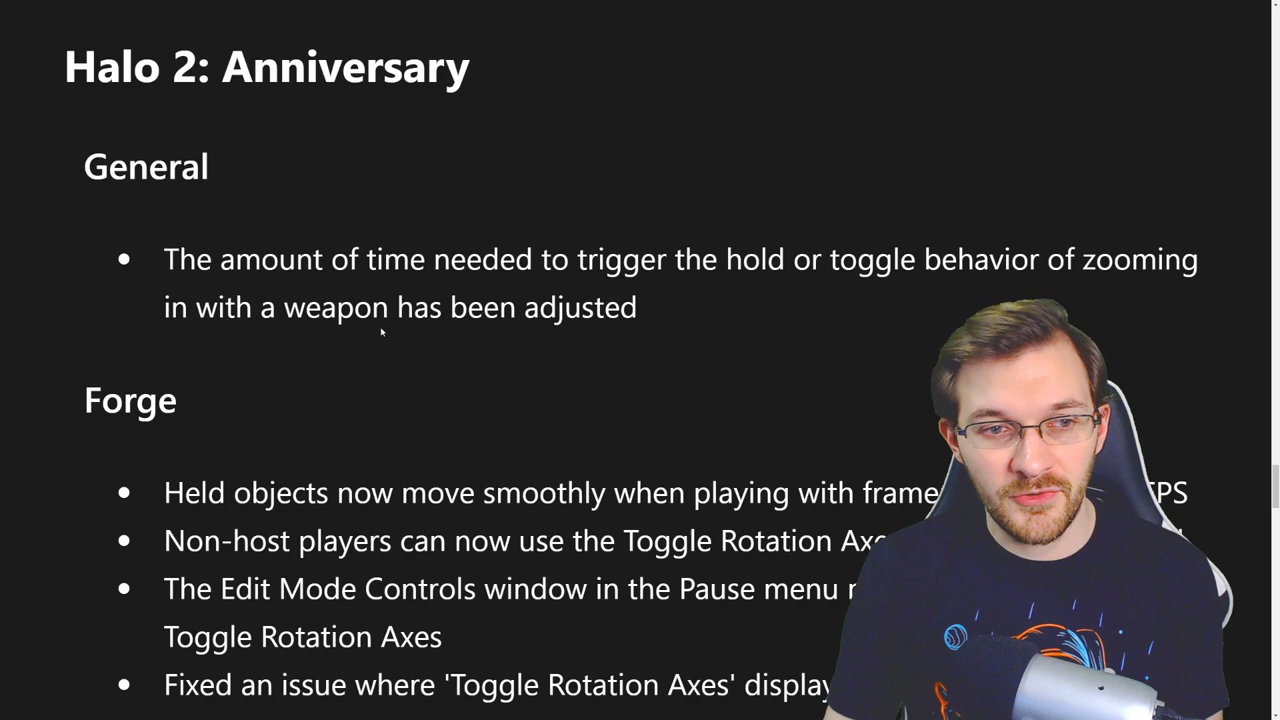 Halo 2: Anniversary
General
• The amount of time needed to trigger the hold or toggle behavior of zooming
in with a weapon has been adjusted
Forge
• Held objects now move smoothly when playing with frame
• Non-host players can now use the Toggle Rotation
• The Edit Mode Controls window in the Pause menu
Toggle Rotation Axes
• Fixed an issue where 'Toggle Rotation Axes'